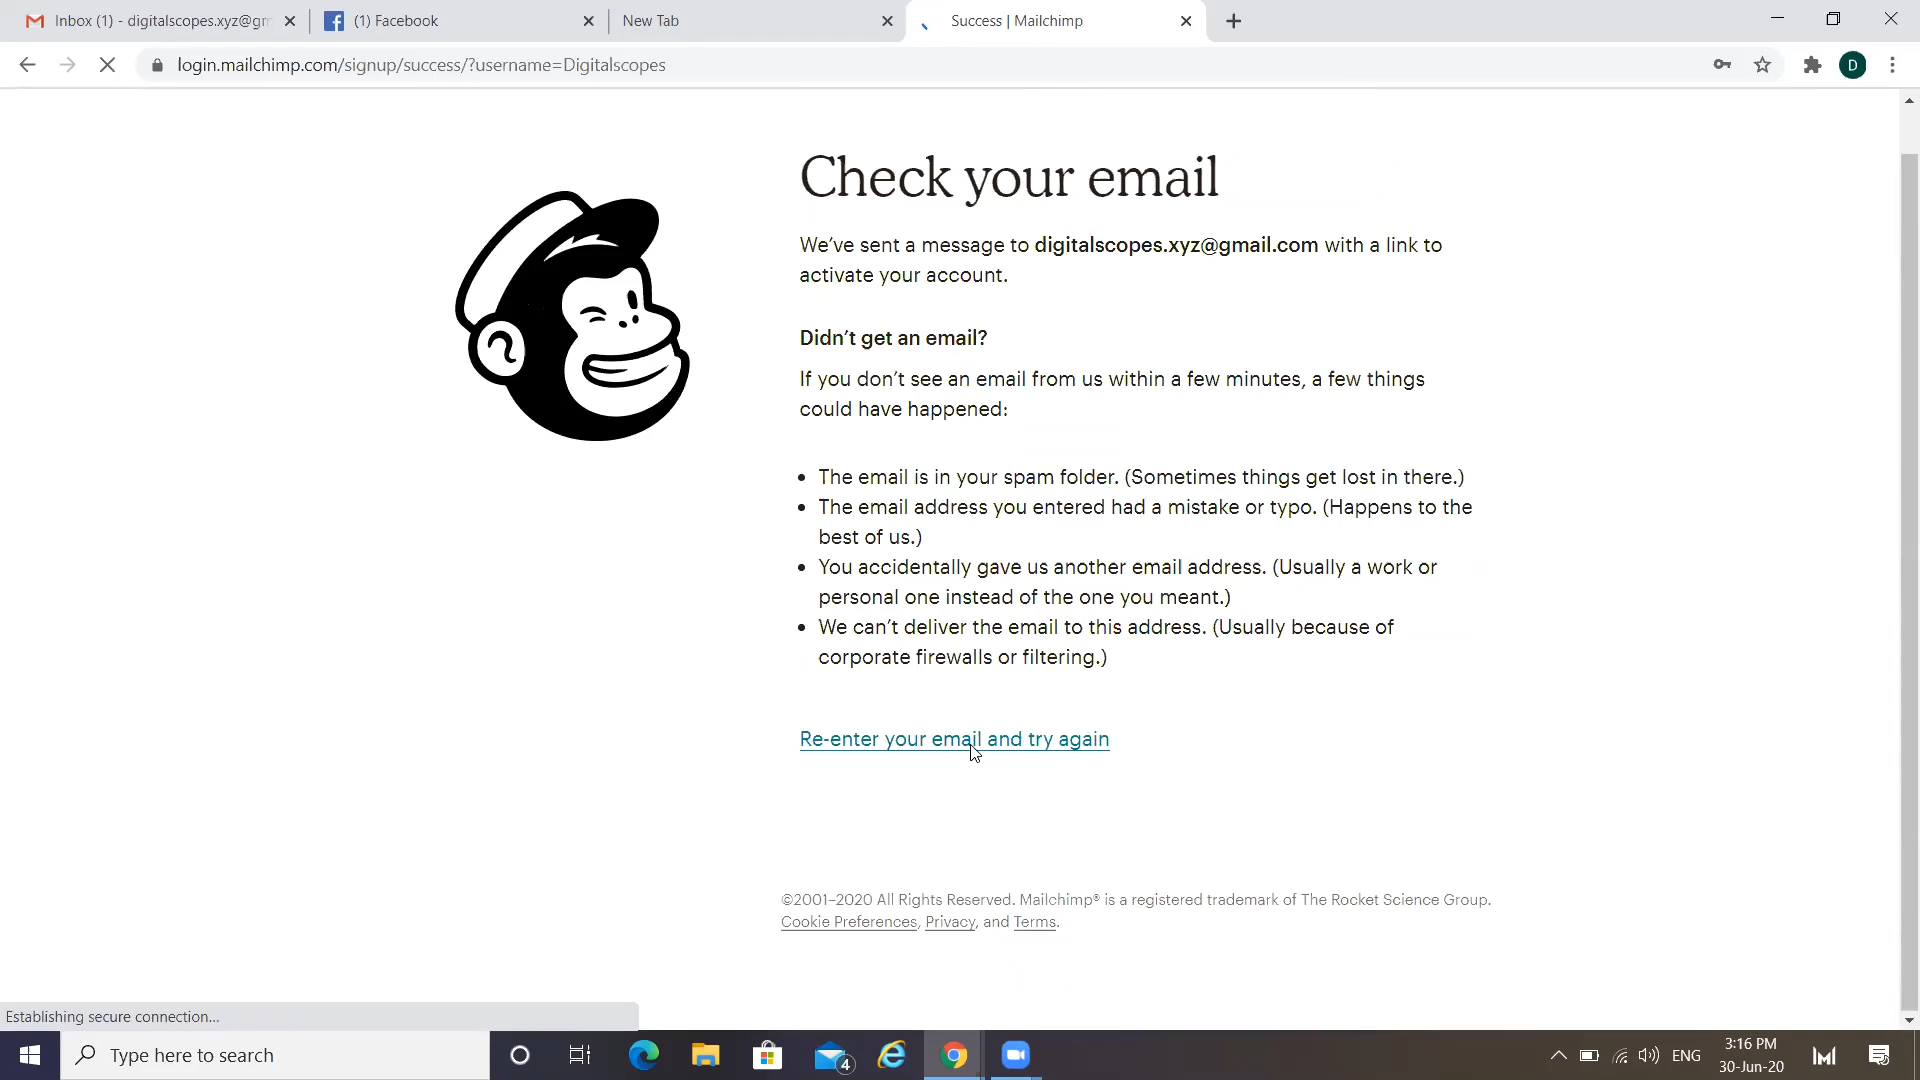 Inbox (1) - digitalscopes.xyz@gm
(1) Facebook
New Tab
Success | Mailchimp
login.mailchimp.com/signup/success/?username=Digitalscopes
D
Check your email
We've sent a message to digitalscopes.xyz@gmail.com with a link to
activate your account.
Didn't get an email?
If you don't see an email from us within a few minutes, a few things
could have happened:
• The email is in your spam folder. (Sometimes things get lost in there.)
• The email address you entered had a mistake or typo. (Happens to the
best of us.)
• You accidentally gave us another email address. (Usually a work or
personal one instead of the one you meant.)
• We can't deliver the email to this address. (Usually because of
corporate firewalls or filtering.)
Re-enter your email and try again
©2001–2020 All Rights Reserved. Mailchimp® is a registered trademark of The Rocket Science Group.
Cookie Preferences, Privacy, and Terms.
Establishing secure connection...
Type here to search
4
ENG
3:16 PM
30-Jun-20